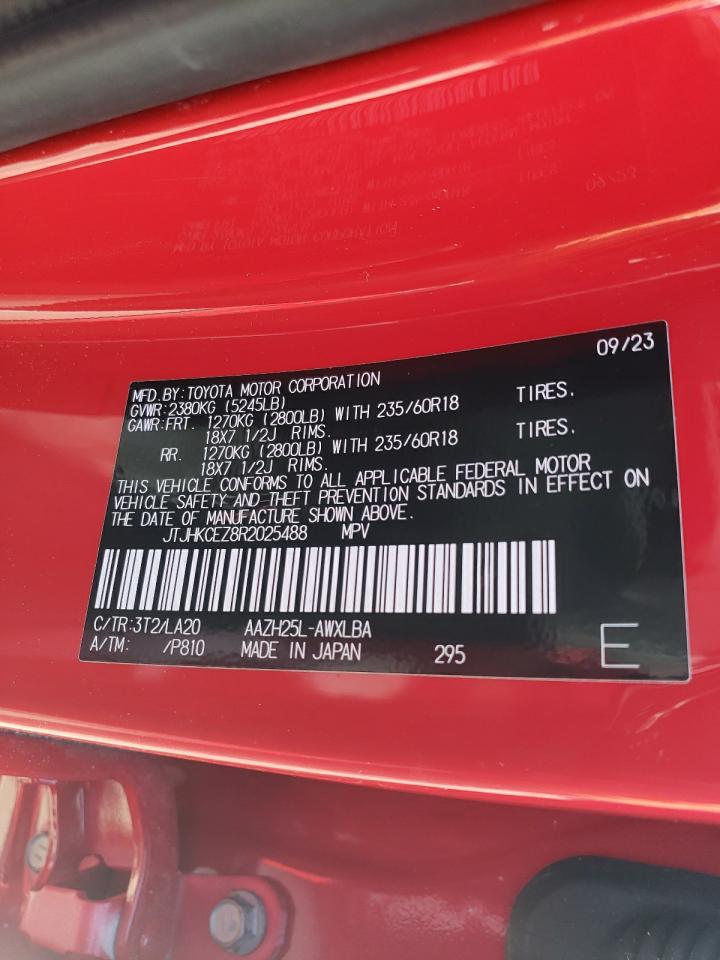 09/23
MFD.BY:TOYOTA MOTOR CORPORATION
GVWR:2380KG (5245LB)
GAWR:FRT. 1270KG (2800LB) WITH 235/60R18 TIRES.
18X7 1/2J RIMS.
RR. 1270KG (2800LB) WITH 235/60R18 TIRES.
18X7 1/2J RIMS.
THIS VEHICLE CONFORMS TO ALL APPLICABLE FEDERAL MOTOR
VEHICLE SAFETY AND THEFT PREVENTION STANDARDS IN EFFECT ON
THE DATE OF MANUFACTURE SHOWN ABOVE.
JTJHKCEZ8R2025488 MPV
C/TR:3T2/LA20 AAZH25L-AWXLBA
A/TM: /P810 MADE IN JAPAN 295 E